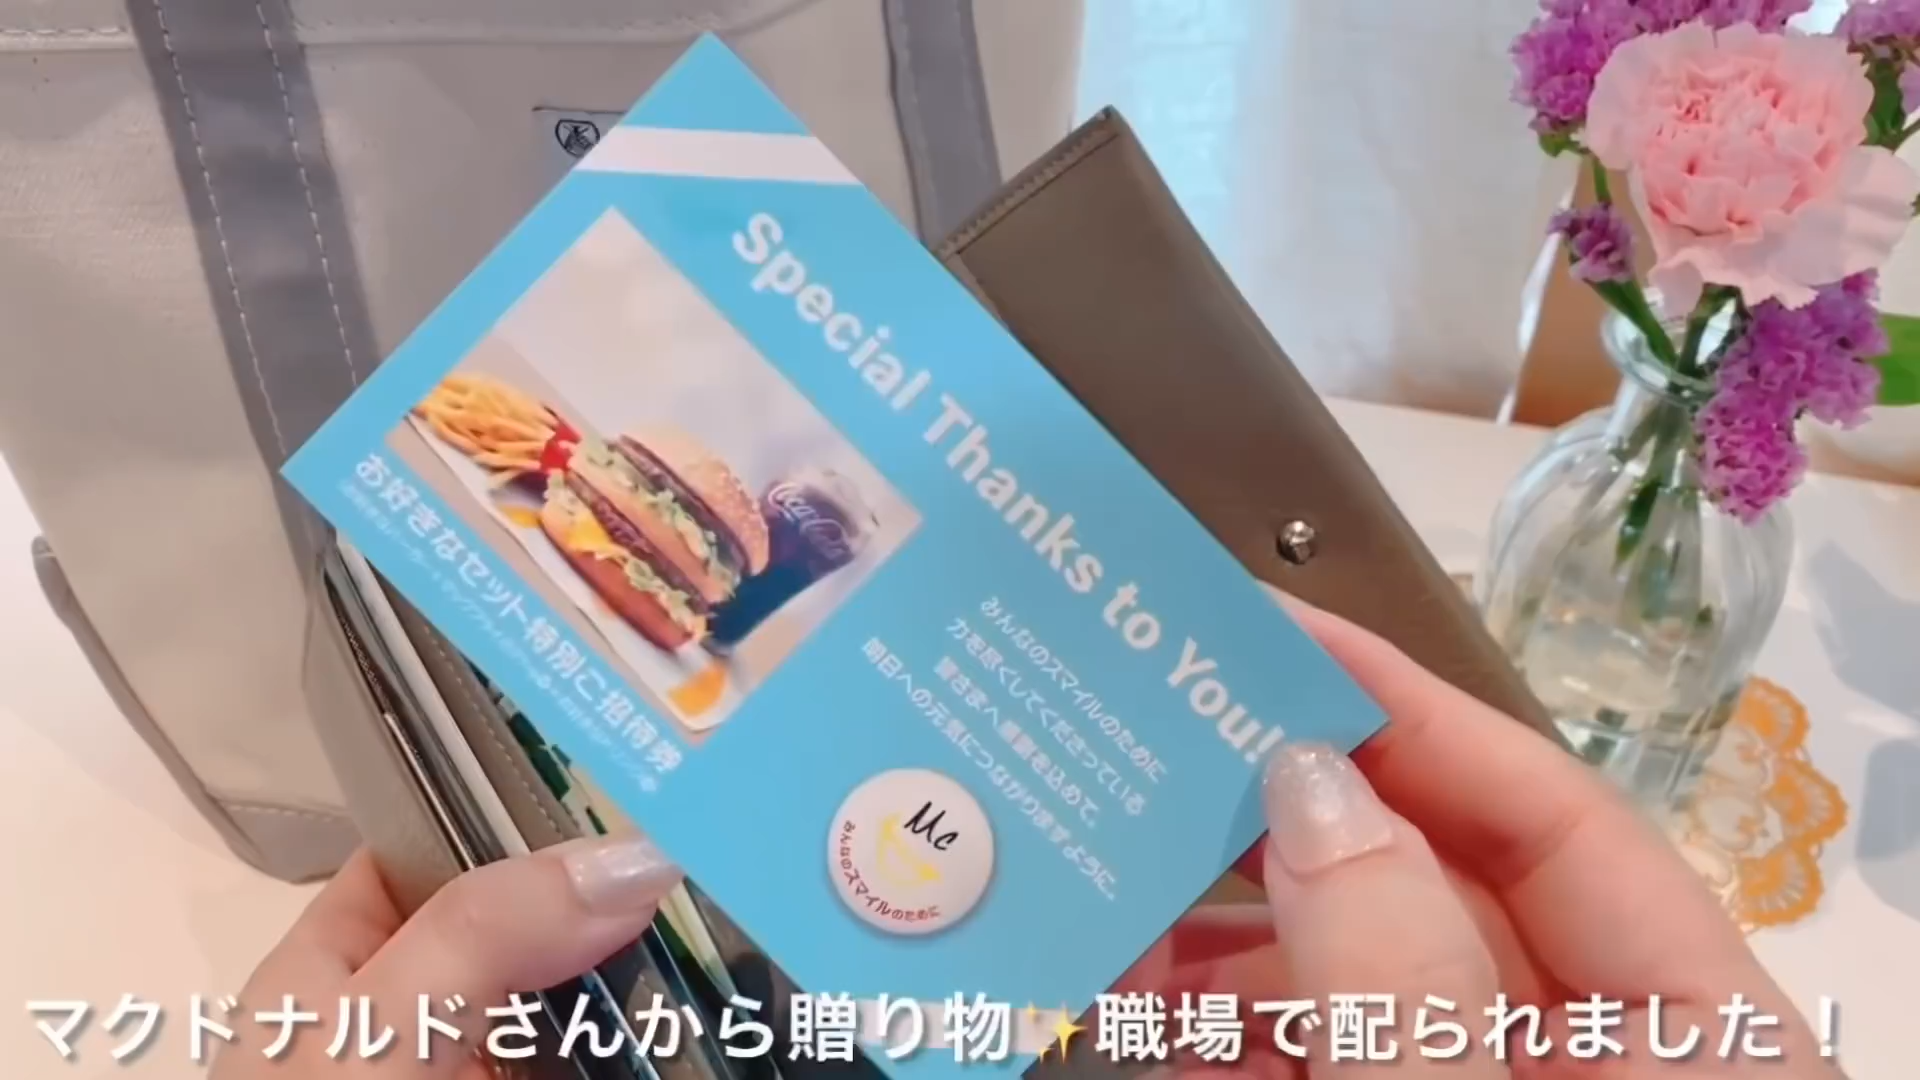 Special Thanks to You!
みんなのスマイルのために
力を尽くしてくださっている
皆さまへ感謝を込めて、
明日への元気につながりますように。
Coca-Cola
お好きなセット特別ご招待券
Mc
みんなのスマイルのために
マクドナルドさんから贈り物✨職場で配られました！